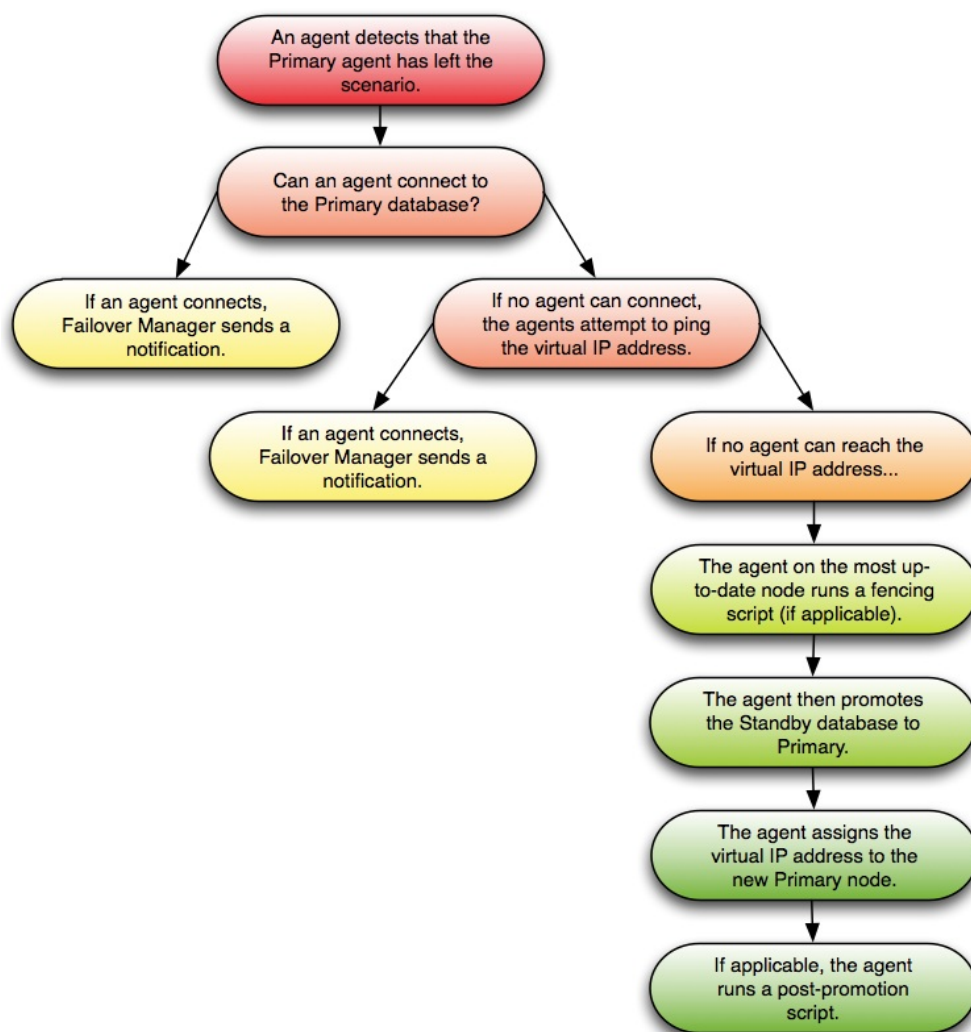 An agent detects that the
Primary agent has left the
scenario.
Can an agent connect to
the Primary database?
If an agent connects,
Failover Manager sends a
notification.
If no agent can connect,
the agents attempt to ping
the virtual IP address.
If an agent connects,
Failover Manager sends a
notification.
If no agent can reach the
virtual IP address...
The agent on the most up-
to-date node runs a fencing
script (if applicable).
The agent then promotes
the Standby database to
Primary.
The agent assigns the
virtual IP address to the
new Primary node.
If applicable, the agent
runs a post-promotion
script.